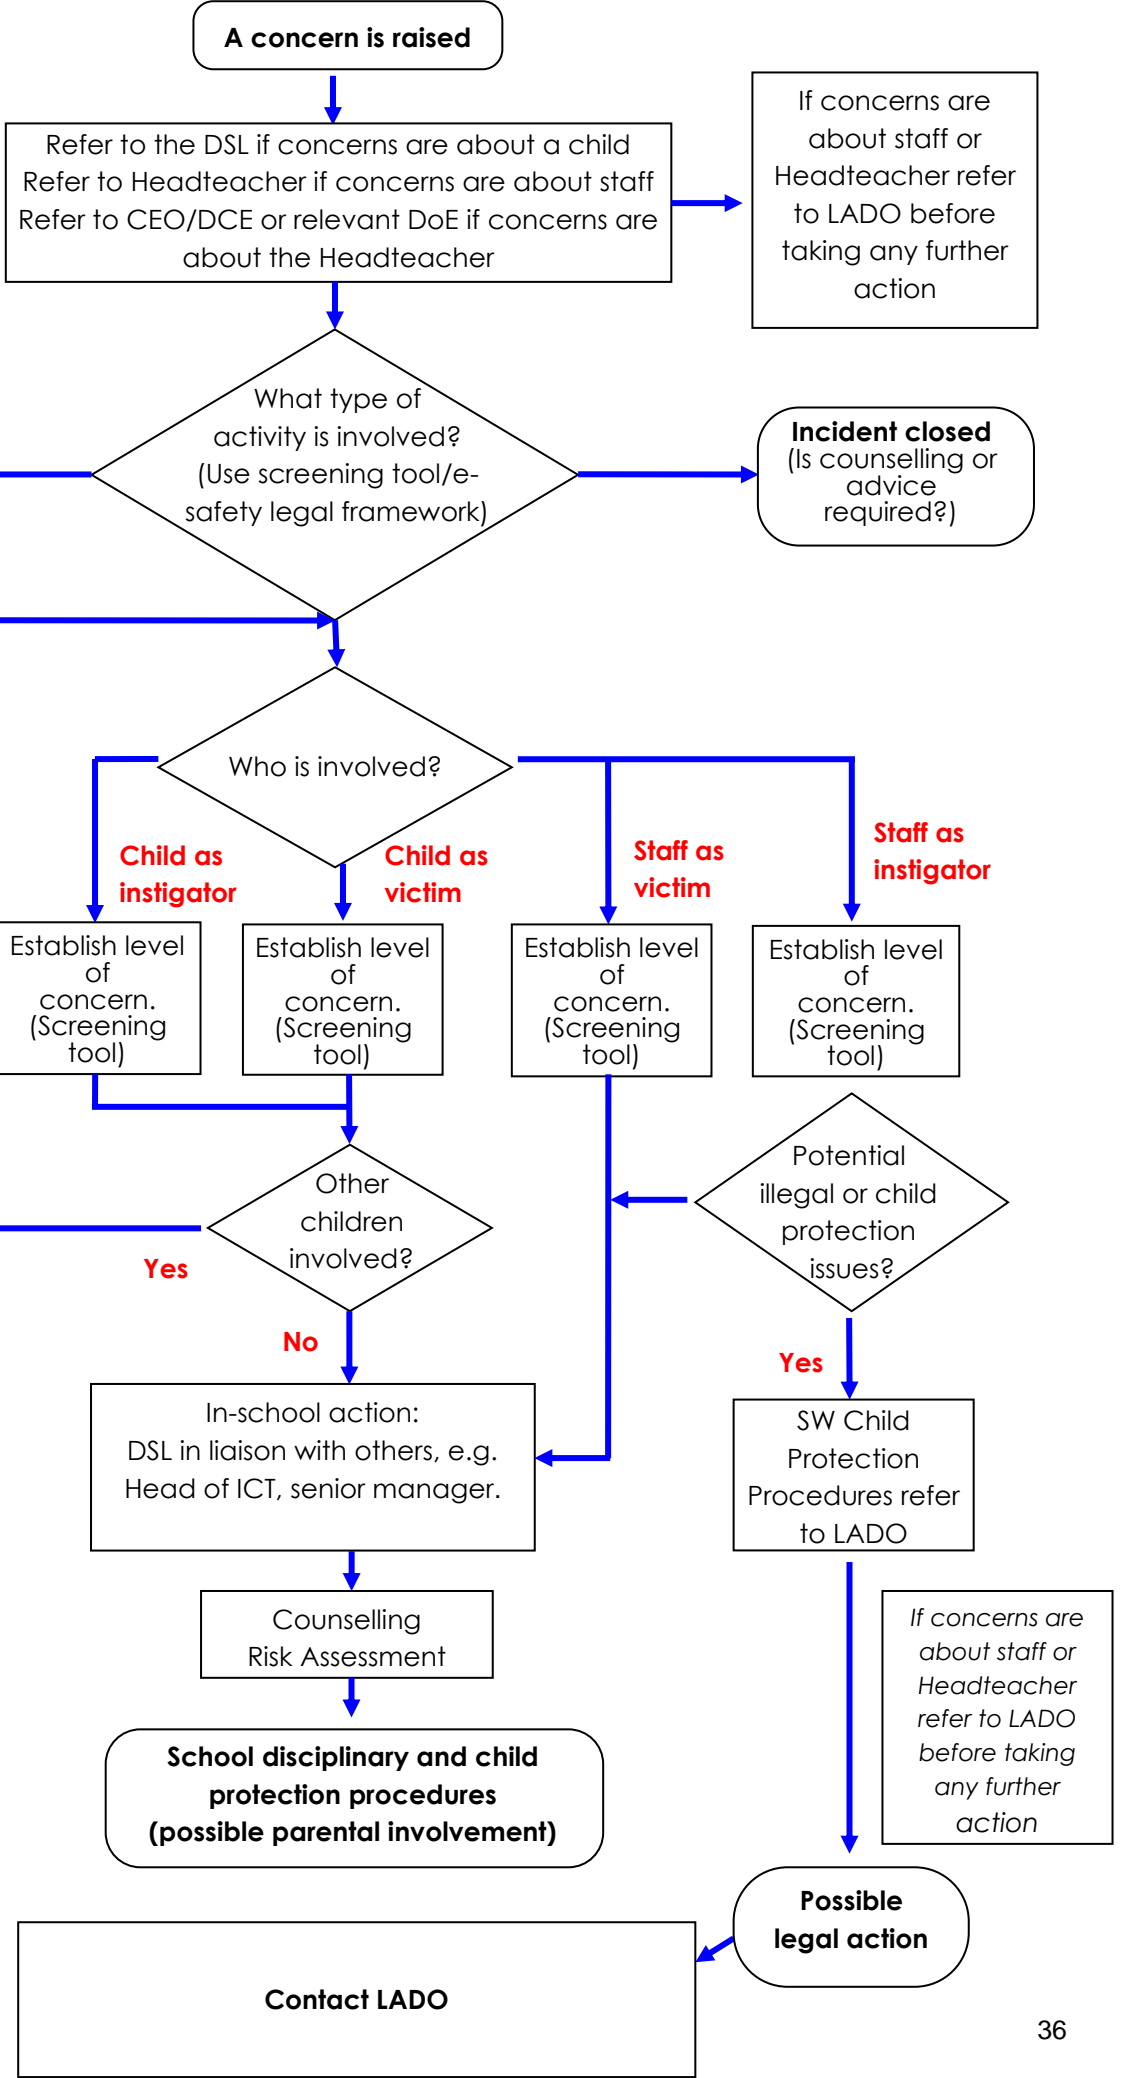 A concern is raised
Refer to the DSL if concerns are about a child
Refer to Headteacher if concerns are about staff
Refer to CEO/DCE or relevant DoE if concerns are
about the Headteacher
If concerns are
about staff or
Headteacher refer
to LADO before
taking any further
action
What type of
activity is involved?
(Use screening tool/e-
safety legal framework)
Incident closed
(Is counselling or
advice
required?)
Who is involved?
Child as
instigator
Child as
victim
Staff as
victim
Staff as
instigator
Establish level
of
concern.
(Screening
tool)
Establish level
of
concern.
(Screening
tool)
Establish level
of
concern.
(Screening
tool)
Establish level
of
concern.
(Screening
tool)
Other
children
involved?
Potential
illegal or child
protection
issues?
Yes
No
Yes
In-school action:
DSL in liaison with others, e.g.
Head of ICT, senior manager.
SW Child
Protection
Procedures refer
to LADO
Counselling
Risk Assessment
If concerns are
about staff or
Headteacher
refer to LADO
before taking
any further
action
School disciplinary and child
protection procedures
(possible parental involvement)
Possible
legal action
Contact LADO
36